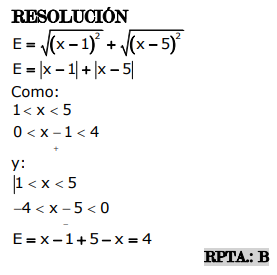 RESOLUCIÓN
E = √(x − 1)² + √(x − 5)²
E = |x − 1| + |x − 5|
Como:
1 < x < 5
0 < x − 1 < 4
+
y:
|1 < x < 5
−4 < x − 5 < 0
−
E = x − 1 + 5 − x = 4
RPTA.: B